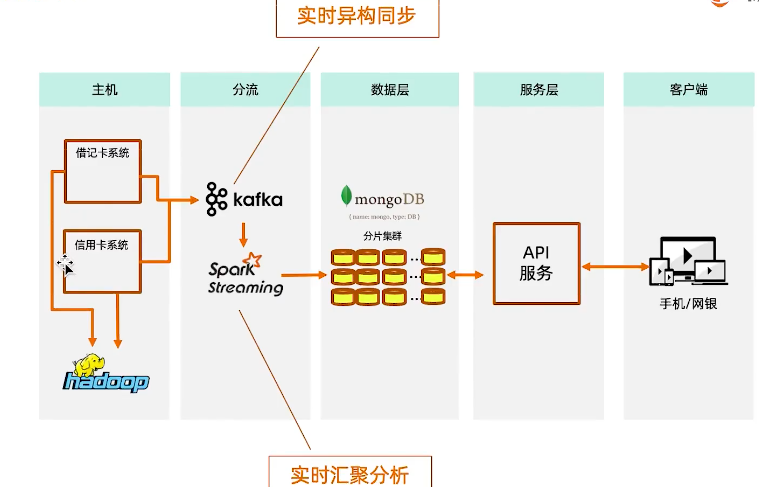 实时异构同步
主机
分流
数据层
服务层
客户端
借记卡系统
信用卡系统
hadoop
kafka
Spark
Streaming
mongoDB
{ name: mongo, type: DB }
分片集群
...
...
...
API
服务
手机/网银
实时汇聚分析